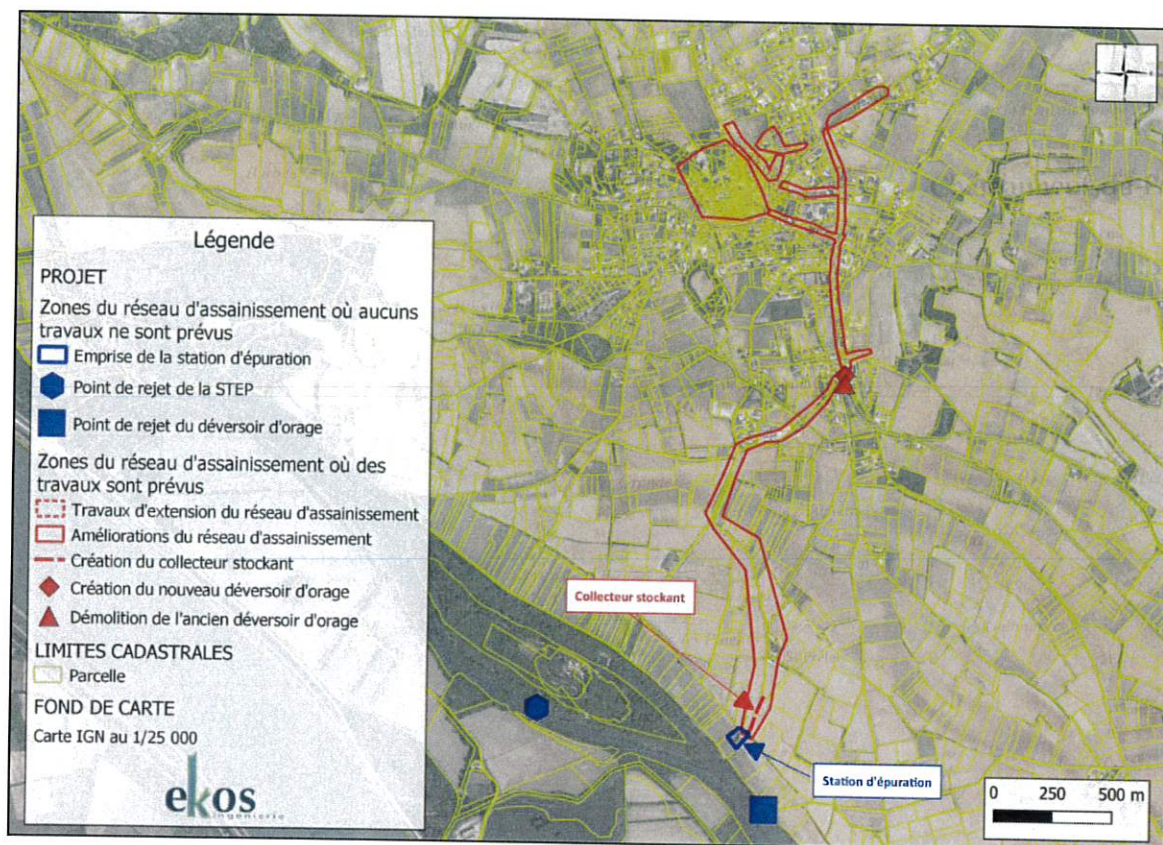 Légende
PROJET
Zones du réseau d'assainissement où aucuns
travaux ne sont prévus
Emprise de la station d'épuration
Point de rejet de la STEP
Point de rejet du déversoir d'orage
Zones du réseau d'assainissement où des
travaux sont prévus
Travaux d'extension du réseau d'assainissement
Améliorations du réseau d'assainissement
Création du collecteur stockant
Création du nouveau déversoir d'orage
Démolition de l'ancien déversoir d'orage
LIMITES CADASTRALES
Parcelle
FOND DE CARTE
Carte IGN au 1/25 000
ekos
ingenierie
Collecteur stockant
Station d'épuration
0 250 500 m